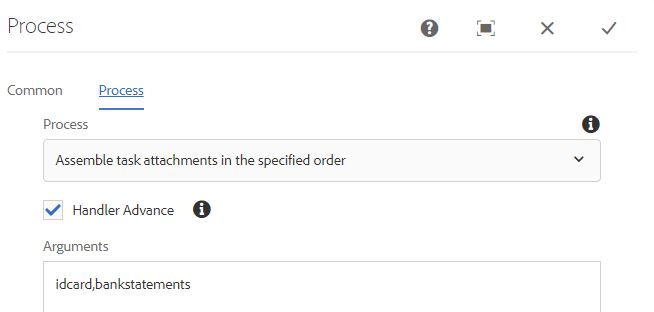 Process
Common Process
Process
Assemble task attachments in the specified order
Handler Advance
Arguments
idcard,bankstatements